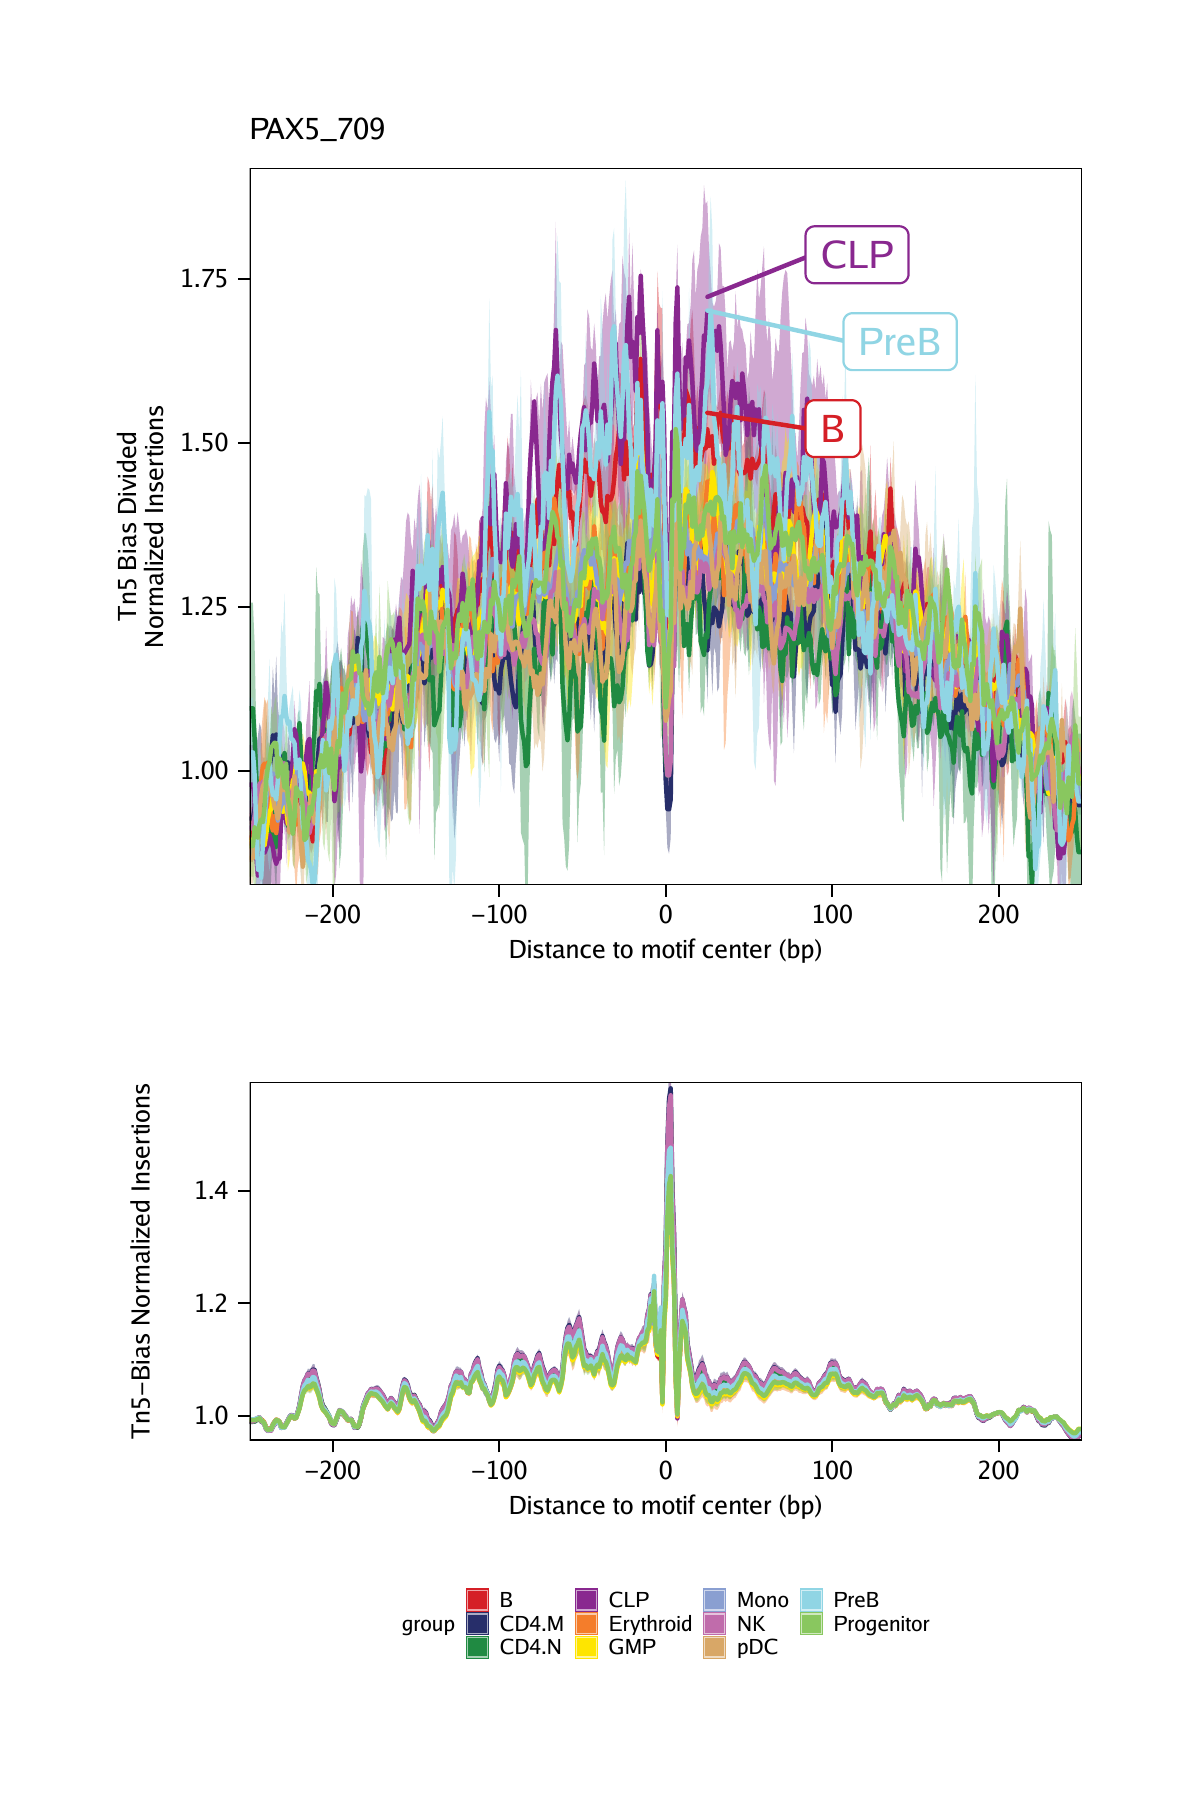 PAX5_709
Tn5 Bias Divided
Normalized Insertions
1.75
1.50
1.25
1.00
CLP
PreB
B
−200
−100
0
100
200
Distance to motif center (bp)
Tn5−Bias Normalized Insertions
1.4
1.2
1.0
−200
−100
0
100
200
Distance to motif center (bp)
group
B
CD4.M
CD4.N
CLP
Erythroid
GMP
Mono
NK
pDC
PreB
Progenitor